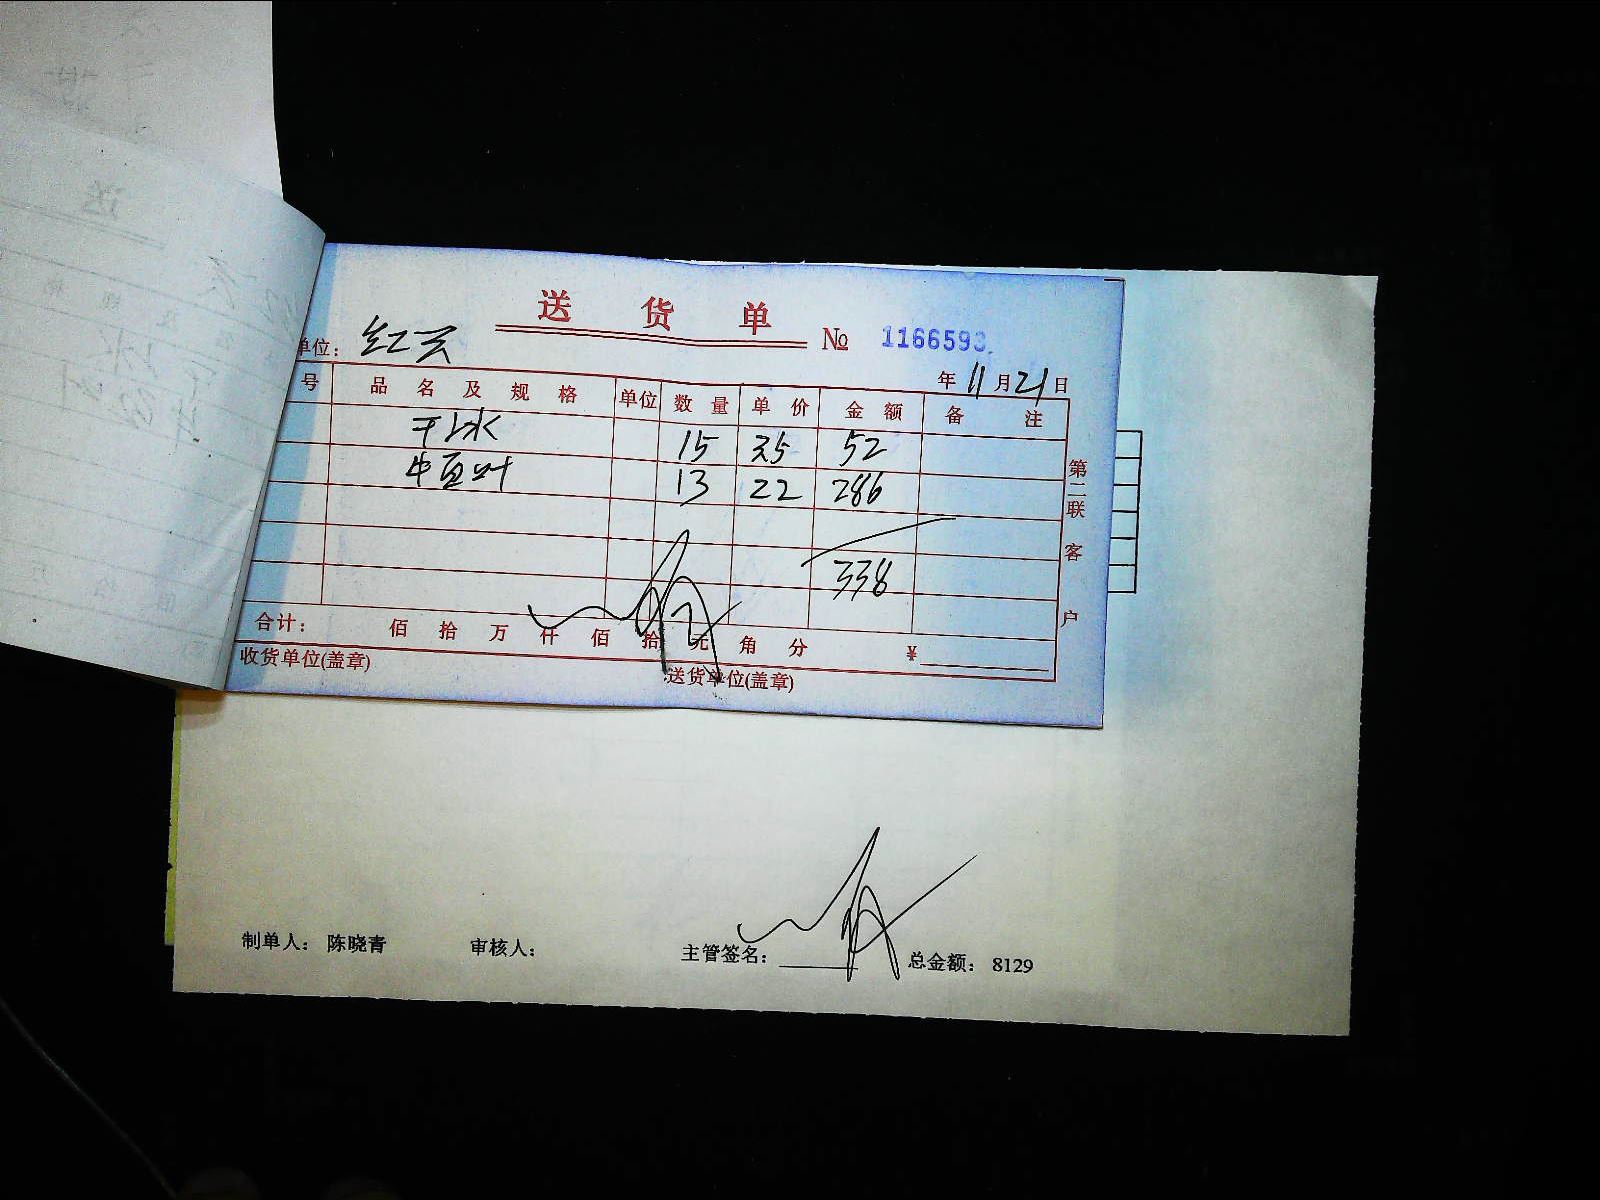 送货单 № 1166593
单位: 红云
年 11 月 21 日
号 品名及规格 单位 数量 单价 金额 备注
15 35 52
牛百叶 13 22 286
338
第二联 客户
合计: 佰 拾 万 仟 佰 拾 元 角 分 ¥
收货单位(盖章) 送货单位(盖章)
制单人: 陈晓青 审核人: 主管签名: 总金额: 8129